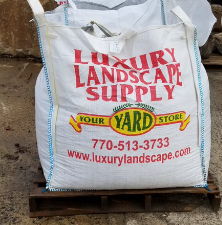 LUXURY
LANDSCAPE
SUPPLY
YOUR YARD STORE
770-513-3733
www.luxurylandscape.com